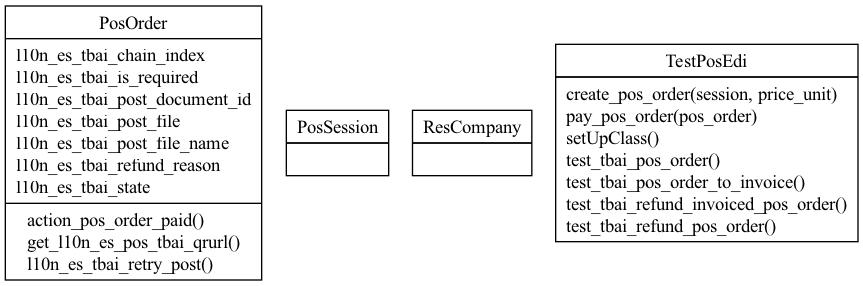 PosOrder
l10n_es_tbai_chain_index
l10n_es_tbai_is_required
l10n_es_tbai_post_document_id
l10n_es_tbai_post_file
l10n_es_tbai_post_file_name
l10n_es_tbai_refund_reason
l10n_es_tbai_state
action_pos_order_paid()
get_l10n_es_pos_tbai_qrurl()
l10n_es_tbai_retry_post()
PosSession
ResCompany
TestPosEdi
create_pos_order(session, price_unit)
pay_pos_order(pos_order)
setUpClass()
test_tbai_pos_order()
test_tbai_pos_order_to_invoice()
test_tbai_refund_invoiced_pos_order()
test_tbai_refund_pos_order()